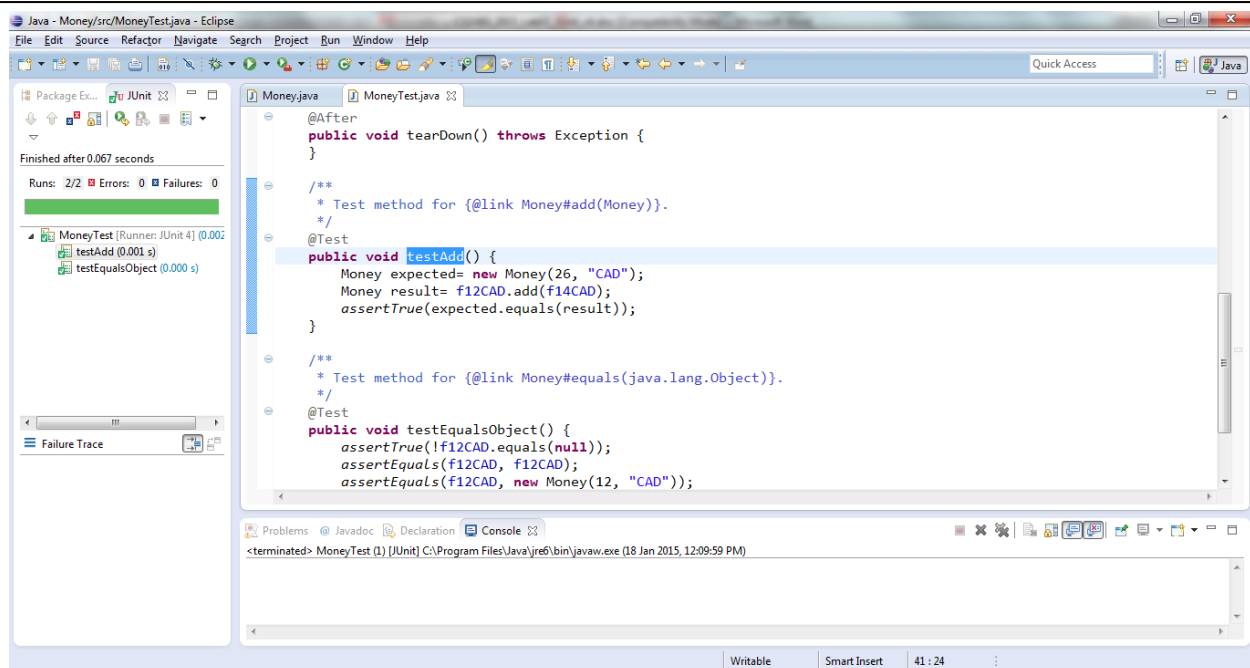 Java - Money/src/MoneyTest.java - Eclipse
File Edit Source Refactor Navigate Search Project Run Window Help
Quick Access
Java
Package Ex... JUnit
Finished after 0.067 seconds
Runs: 2/2 Errors: 0 Failures: 0
MoneyTest [Runner: JUnit 4] (0.002
testAdd (0.001 s)
testEqualsObject (0.000 s)
Failure Trace
Money.java MoneyTest.java
@After
public void tearDown() throws Exception {
}
/**
* Test method for {@link Money#add(Money)}.
*/
@Test
public void testAdd() {
Money expected= new Money(26, "CAD");
Money result= f12CAD.add(f14CAD);
assertTrue(expected.equals(result));
}
/**
* Test method for {@link Money#equals(java.lang.Object)}.
*/
@Test
public void testEqualsObject() {
assertTrue(!f12CAD.equals(null));
assertEquals(f12CAD, f12CAD);
assertEquals(f12CAD, new Money(12, "CAD"));
Problems @ Javadoc Declaration Console
<terminated> MoneyTest (1) [JUnit] C:\Program Files\Java\jre6\bin\javaw.exe (18 Jan 2015, 12:09:59 PM)
Writable Smart Insert 41 : 24